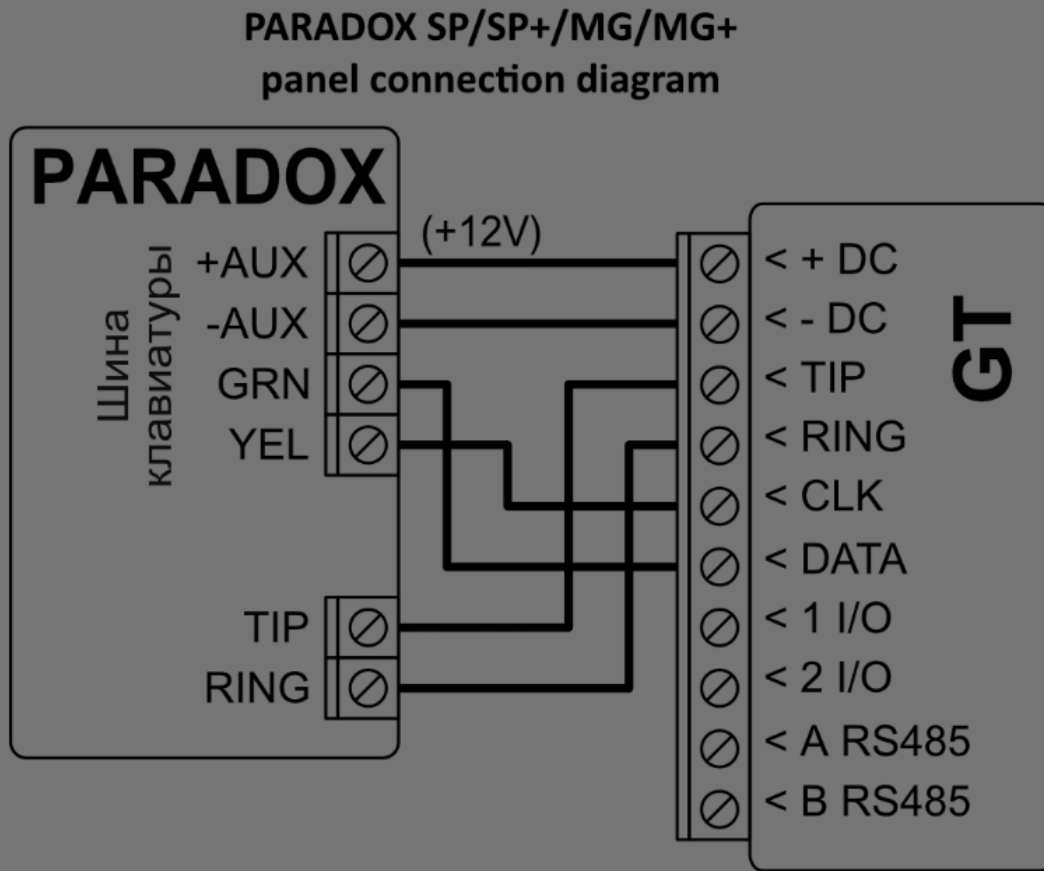 PARADOX SP/SP+/MG/MG+
panel connection diagram
PARADOX
Шина
клавиатуры
+AUX
-AUX
GRN
YEL
TIP
RING
(+12V)
< + DC
< - DC
< TIP
< RING
< CLK
< DATA
< 1 I/O
< 2 I/O
< A RS485
< B RS485
GT